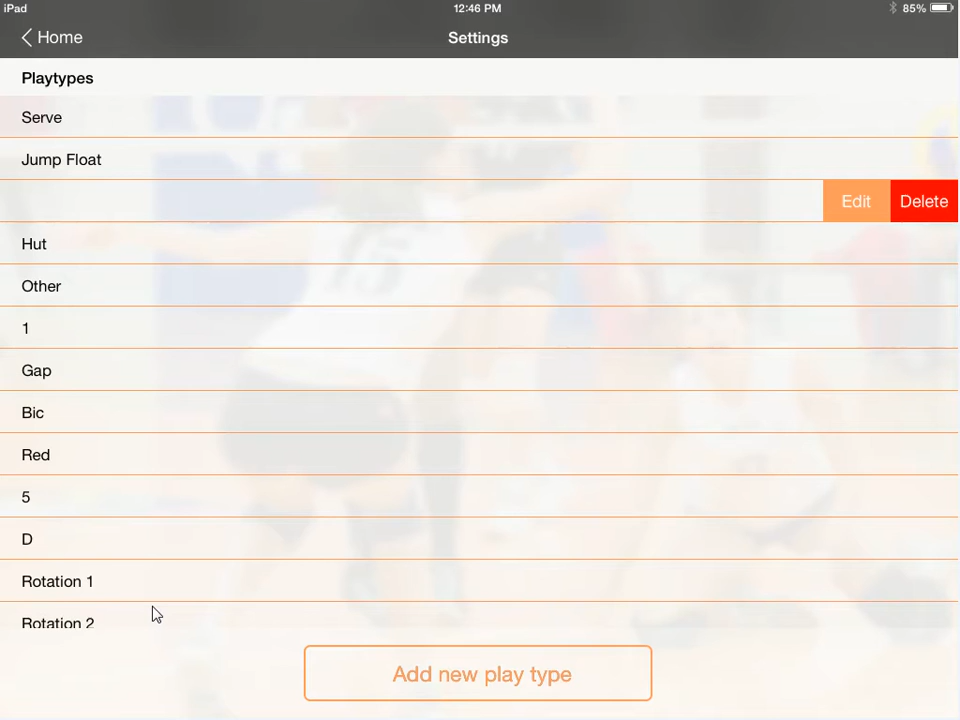 iPad 12:46 PM 85%
Home Settings
Playtypes
Serve
Jump Float
Edit Delete
Hut
Other
1
Gap
Bic
Red
5
D
Rotation 1
Rotation 2
Add new play type